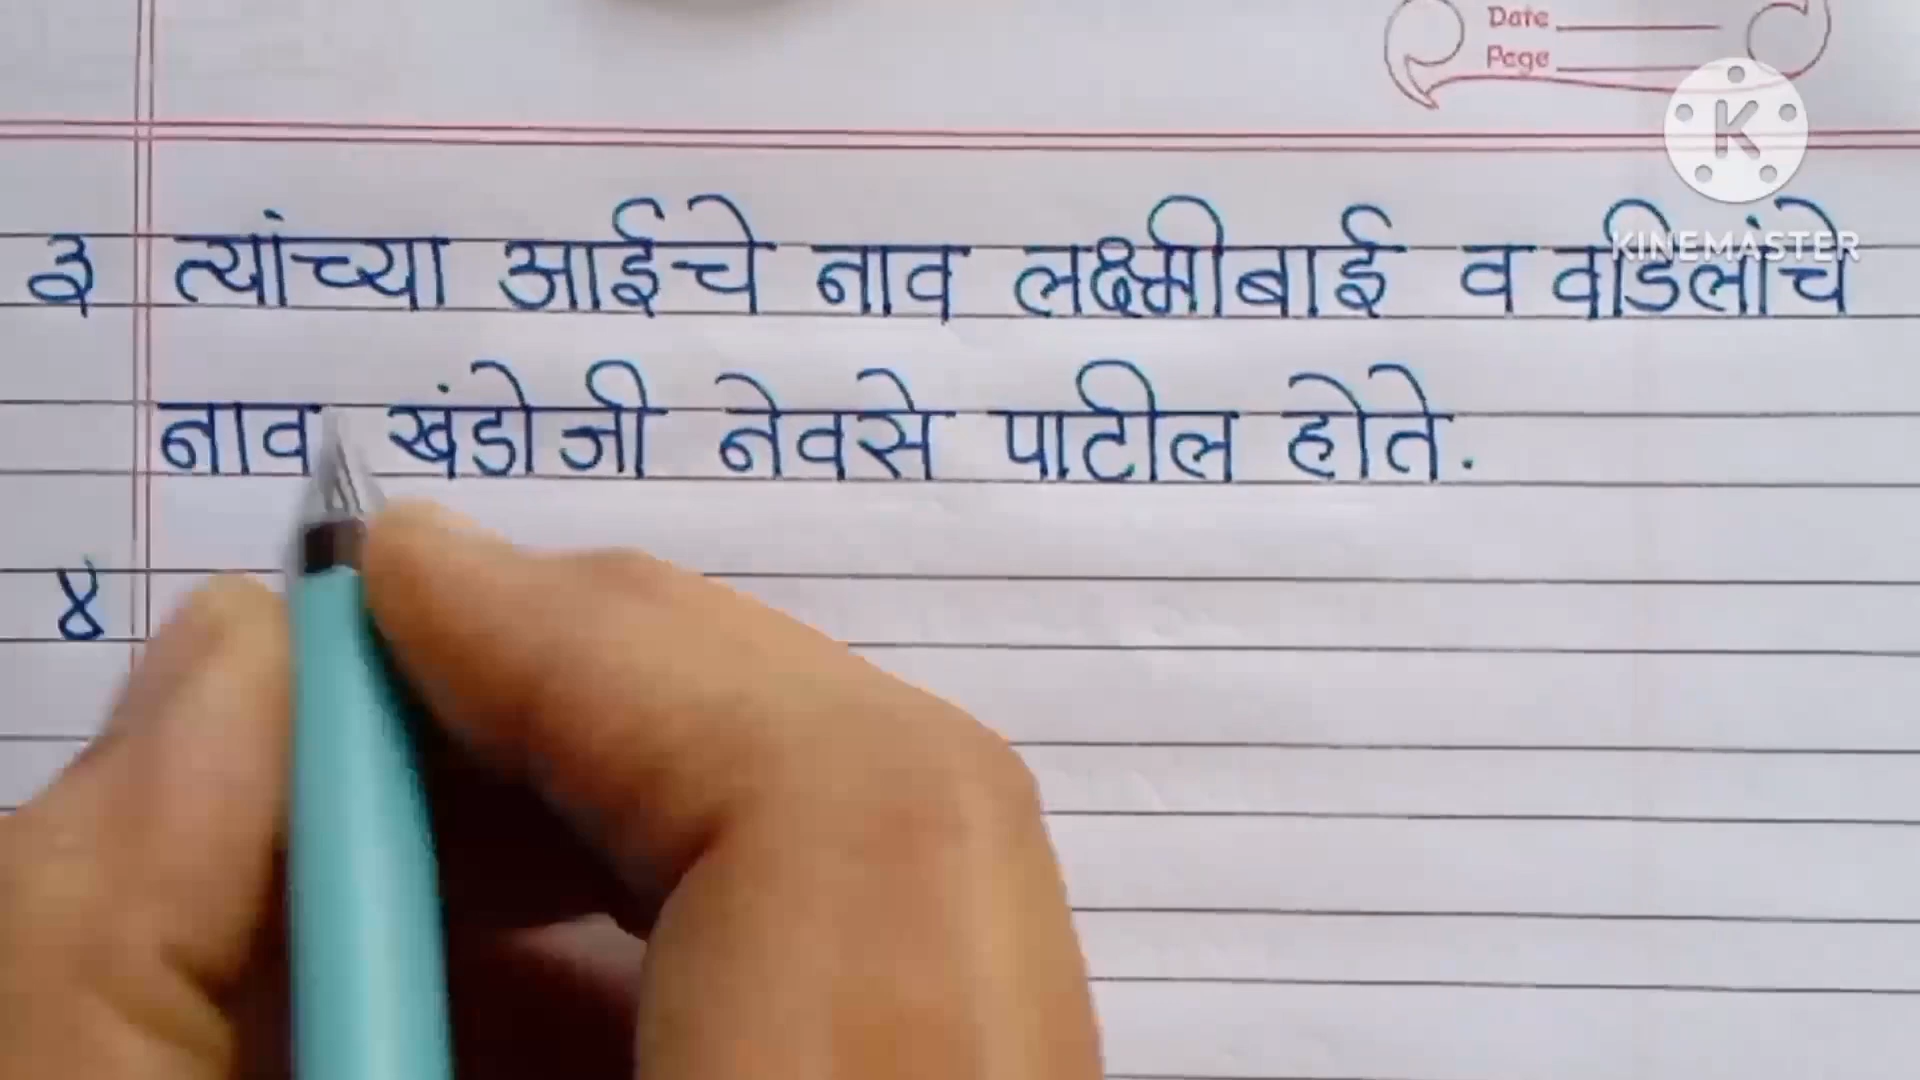 Date
Page
KINEMASTER
३ त्यांच्या आईचे नाव लक्ष्मीबाई व वडिलांचे
नाव खंडोजी नेवसे पाटील होते.
४